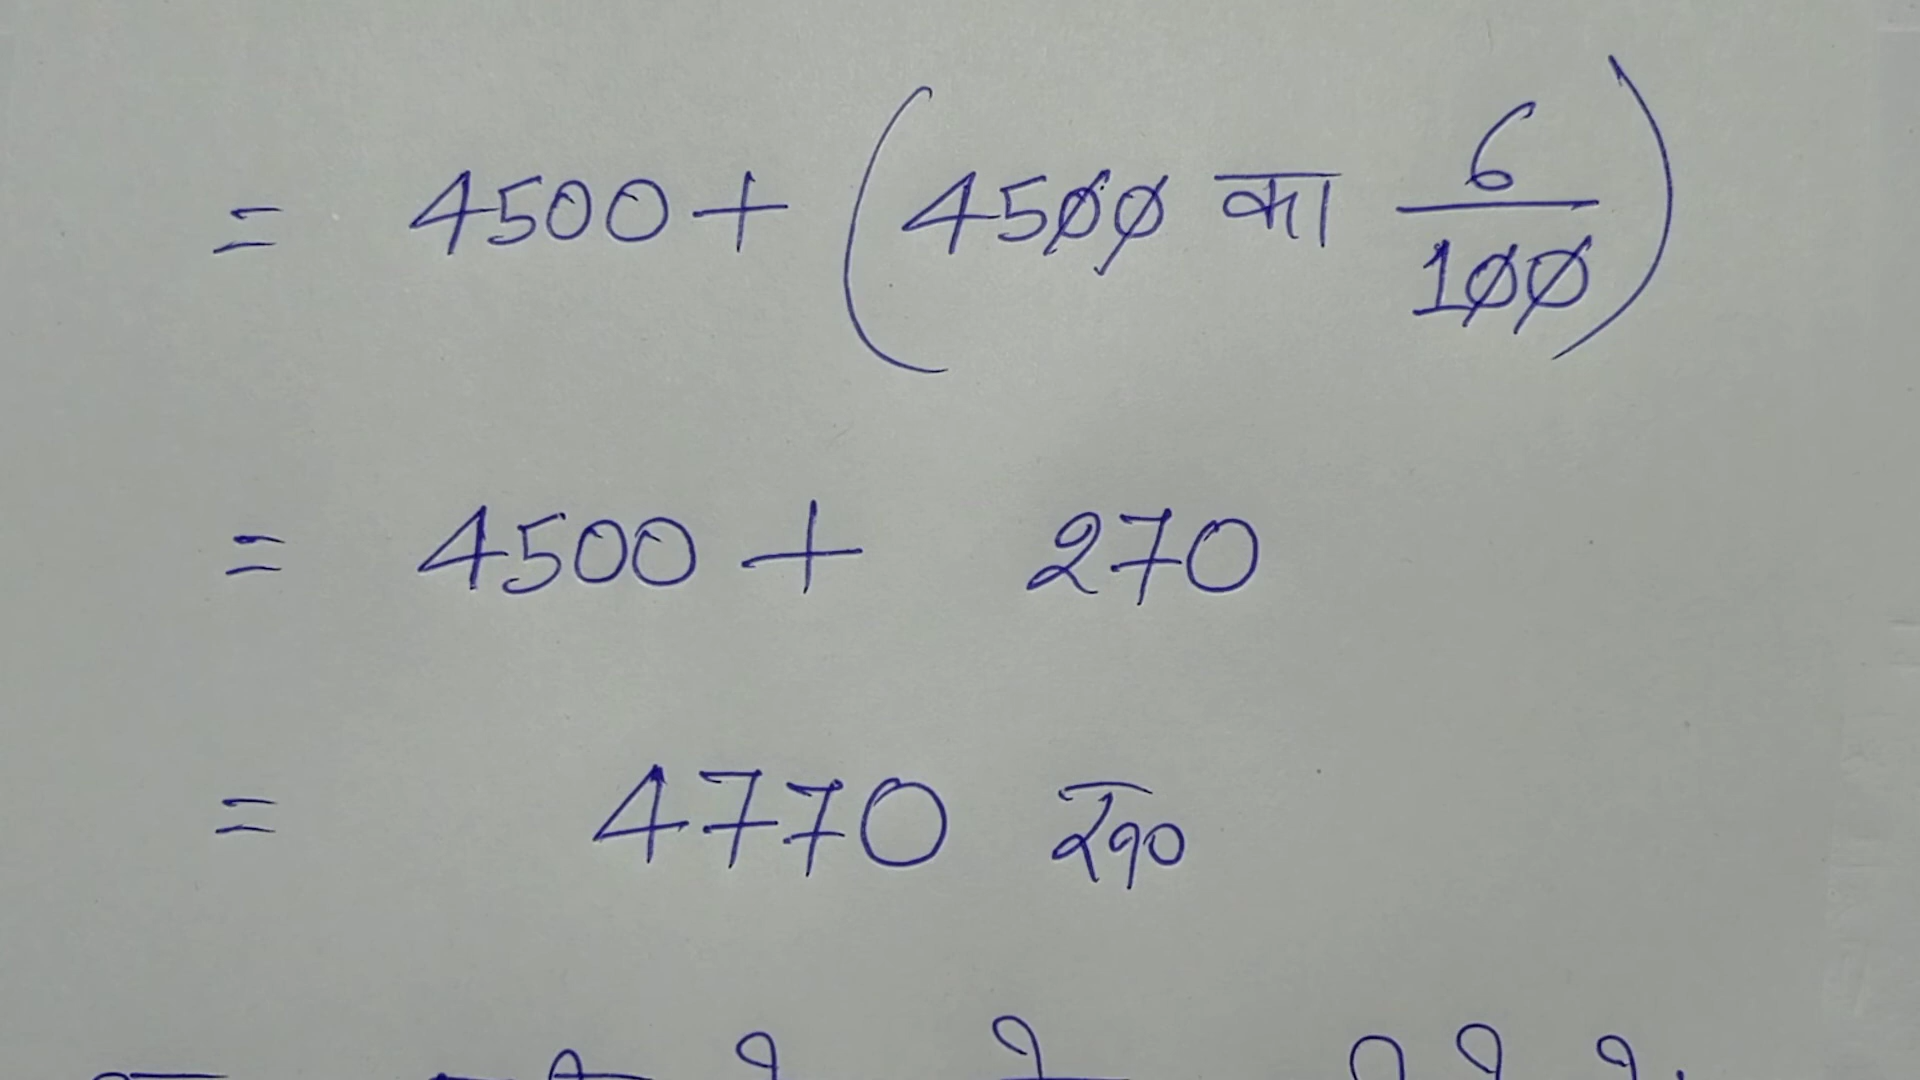 = 4500 + (4500 का 6/100)
= 4500 + 270
= 4770 रु०